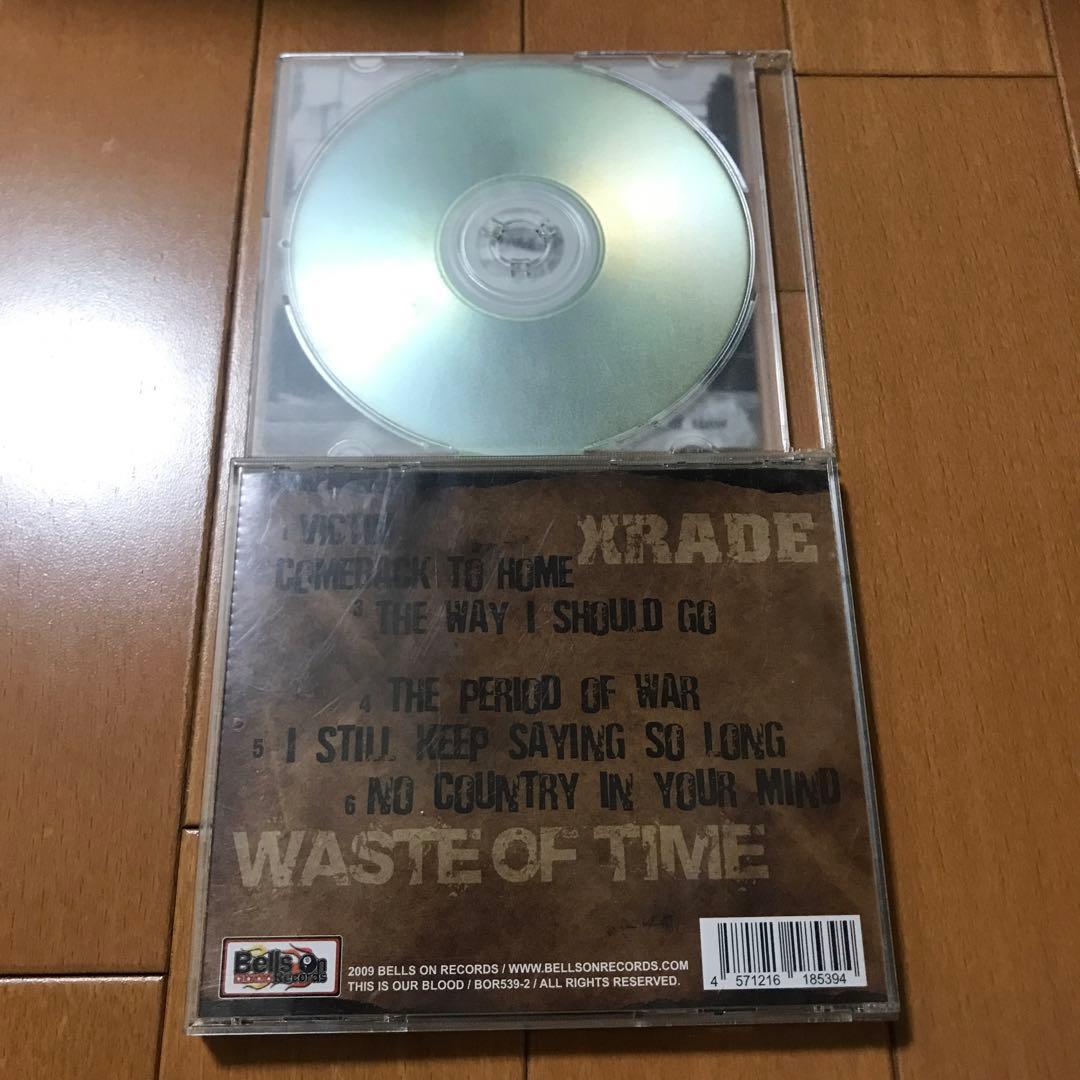 XRADE
1 VICTIM
COMEBACK TO HOME
3 THE WAY I SHOULD GO
4 THE PERIOD OF WAR
5 I STILL KEEP SAYING SO LONG
6 NO COUNTRY IN YOUR MIND
WASTE OF TIME
Bells On
Records
2009 BELLS ON RECORDS / WWW.BELLSONRECORDS.COM
THIS IS OUR BLOOD / BOR539-2 / ALL RIGHTS RESERVED.
4 571216 185394